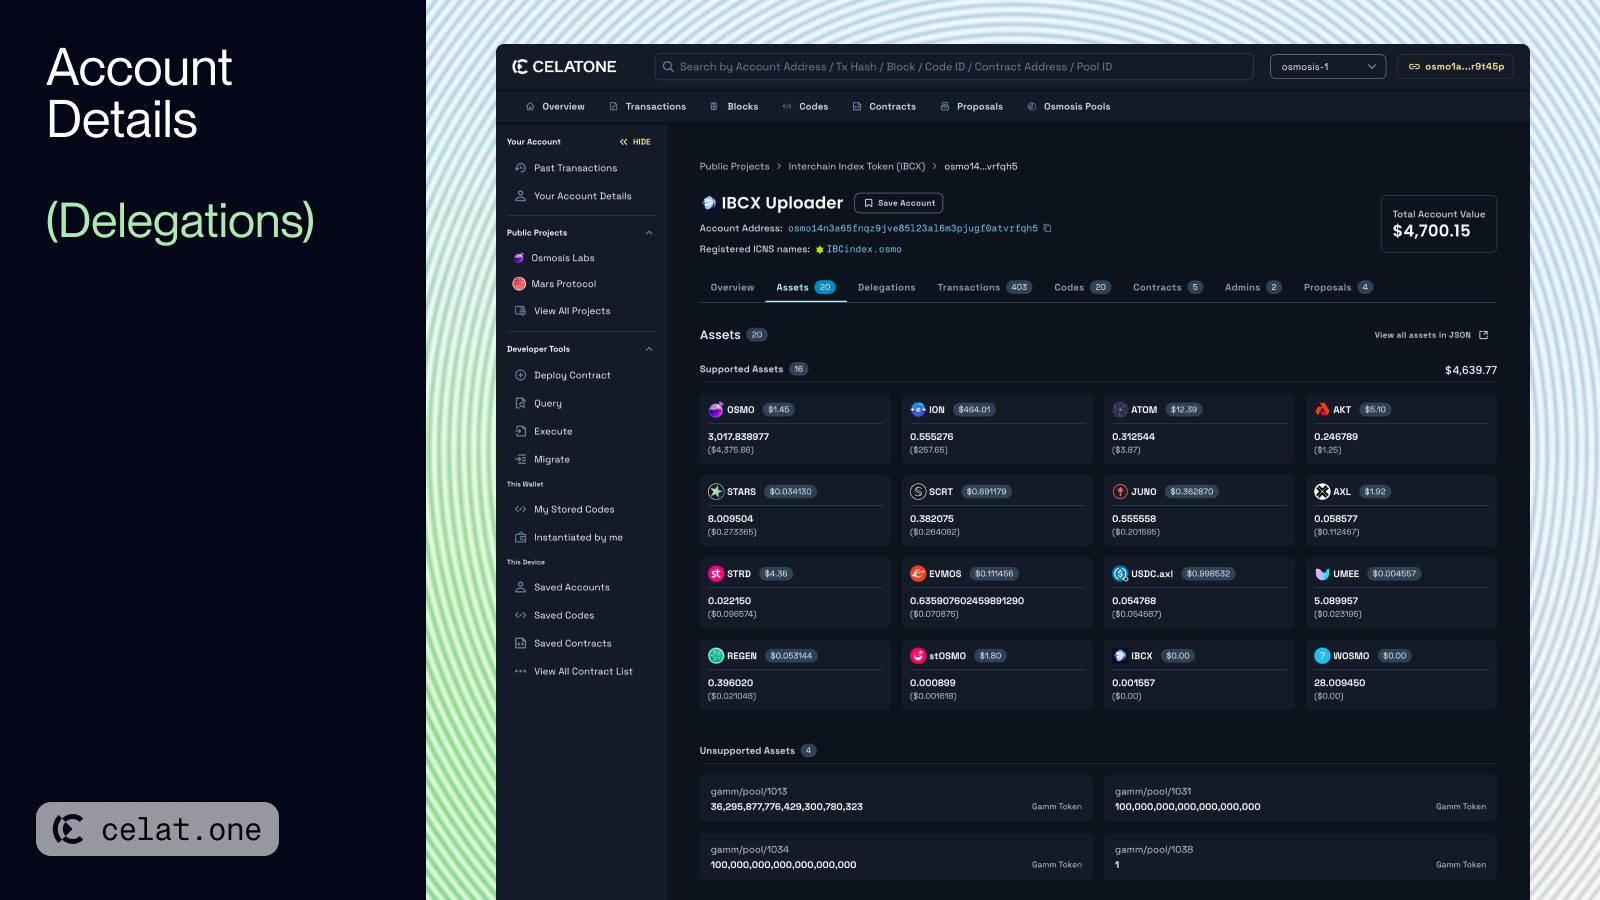 Account
Details
(Delegations)
celat.one
CELATONE
Search by Account Address / Tx Hash / Block / Code ID / Contract Address / Pool ID
osmosis-1
osmo1a...r9t45p
Overview
Transactions
Blocks
Codes
Contracts
Proposals
Osmosis Pools
Your Account
HIDE
Past Transactions
Your Account Details
Public Projects
Osmosis Labs
Mars Protocol
View All Projects
Developer Tools
Deploy Contract
Query
Execute
Migrate
This Wallet
My Stored Codes
Instantiated by me
This Device
Saved Accounts
Saved Codes
Saved Contracts
View All Contract List
Public Projects > Interchain Index Token (IBCX) > osmo14...vrfqh5
IBCX Uploader
Save Account
Account Address: osmo14n3a65fnqz9jve85l23al6m3pjugf0atvrfqh5
Registered ICNS names: IBCindex.osmo
Total Account Value
$4,700.15
Overview
Assets 20
Delegations
Transactions 403
Codes 20
Contracts 5
Admins 2
Proposals 4
Assets 20
View all assets in JSON
Supported Assets 16
$4,639.77
OSMO $1.45
3,017.838977
($4,375.86)
ION $464.01
0.555276
($257.65)
ATOM $12.39
0.312544
($3.87)
AKT $5.10
0.246789
($1.25)
STARS $0.034130
8.009504
($0.273365)
SCRT $0.691179
0.382075
($0.264082)
JUNO $0.362870
0.555558
($0.201595)
AXL $1.92
0.058577
($0.112467)
STRD $4.36
0.022150
($0.096574)
EVMOS $0.111456
0.635907602459891290
($0.070875)
USDC.axl $0.998532
0.054768
($0.054687)
UMEE $0.004557
5.089957
($0.023195)
REGEN $0.053144
0.396020
($0.021046)
stOSMO $1.80
0.000899
($0.001618)
IBCX $0.00
0.001557
($0.00)
WOSMO $0.00
28.009450
($0.00)
Unsupported Assets 4
gamm/pool/1013
36,295,877,776,429,300,780,323
Gamm Token
gamm/pool/1031
100,000,000,000,000,000,000
Gamm Token
gamm/pool/1034
100,000,000,000,000,000,000
Gamm Token
gamm/pool/1038
1
Gamm Token